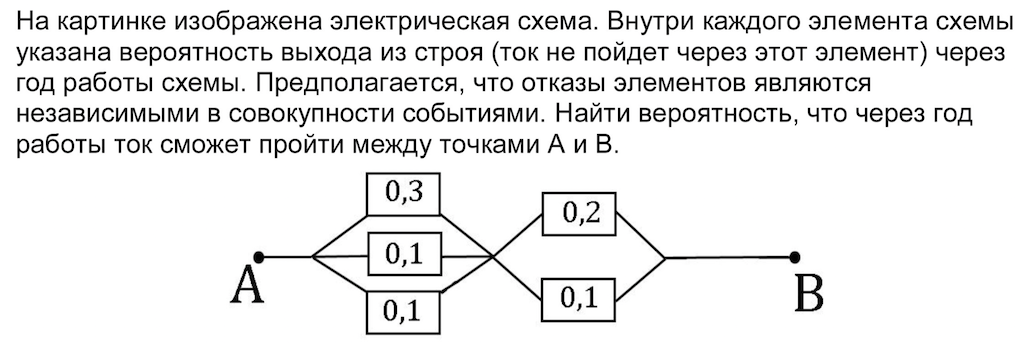 На картинке изображена электрическая схема. Внутри каждого элемента схемы
указана вероятность выхода из строя (ток не пойдет через этот элемент) через
год работы схемы. Предполагается, что отказы элементов являются
независимыми в совокупности событиями. Найти вероятность, что через год
работы ток сможет пройти между точками А и В.
0,3
0,2
0,1
A
B
0,1
0,1